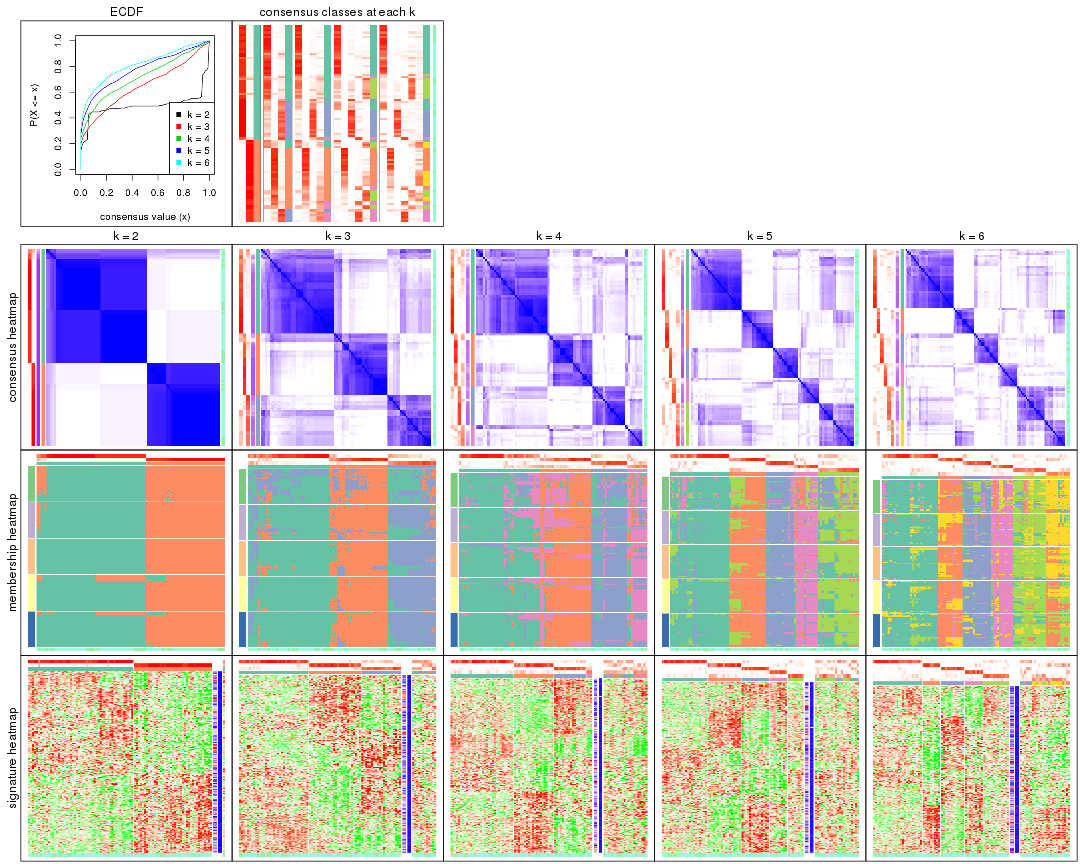 ECDF
consensus classes at each k
P(X <= x)
0.0 0.2 0.4 0.6 0.8 1.0
k = 2
k = 3
k = 4
k = 5
k = 6
0.0 0.2 0.4 0.6 0.8 1.0
consensus value (x)
k = 2
k = 3
k = 4
k = 5
k = 6
consensus heatmap
membership heatmap
signature heatmap